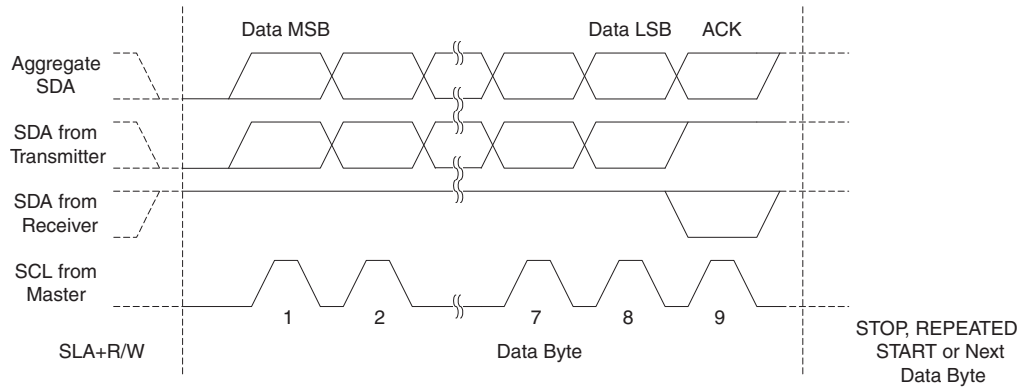 Data MSB
Data LSB
ACK
Aggregate
SDA
SDA from
Transmitter
SDA from
Receiver
SCL from
Master
1
2
7
8
9
SLA+R/W
Data Byte
STOP, REPEATED
START or Next
Data Byte